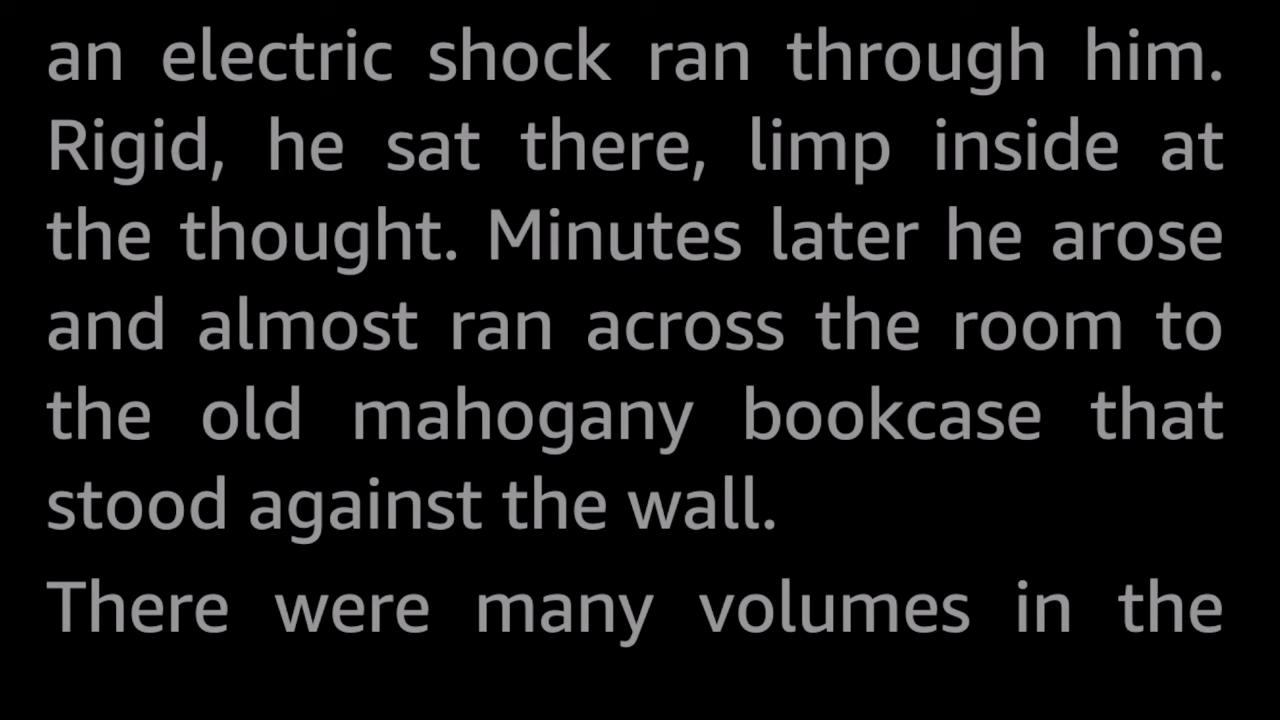 an electric shock ran through him.
Rigid, he sat there, limp inside at
the thought. Minutes later he arose
and almost ran across the room to
the old mahogany bookcase that
stood against the wall.
There were many volumes in the